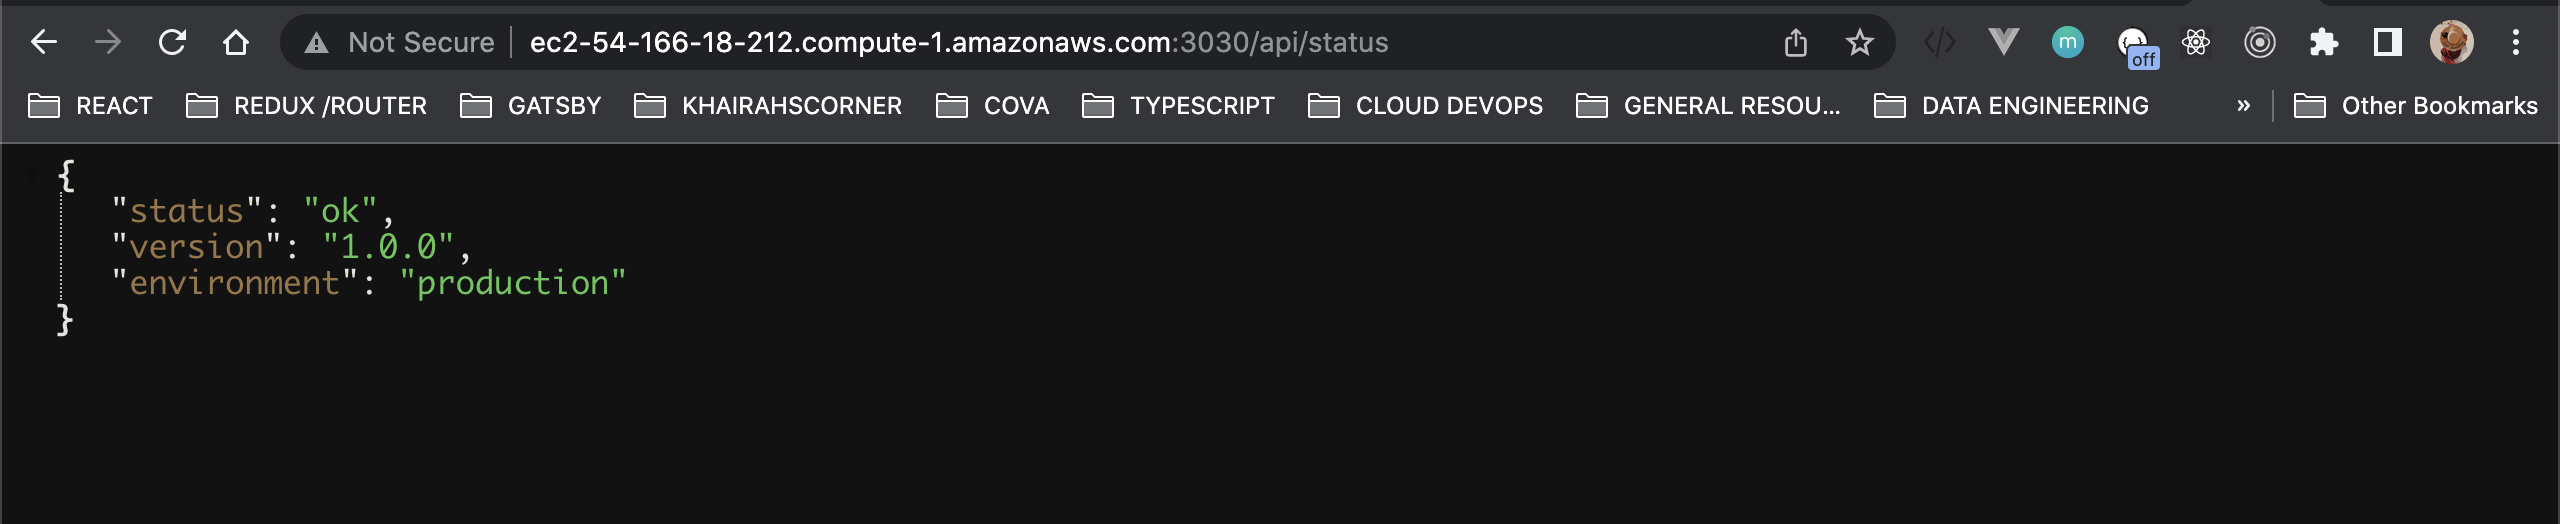 Not Secure ec2-54-166-18-212.compute-1.amazonaws.com:3030/api/status m {··} off
REACT REDUX /ROUTER GATSBY KHAIRAHSCORNER COVA TYPESCRIPT CLOUD DEVOPS GENERAL RESOU... DATA ENGINEERING » Other Bookmarks
{
"status": "ok",
"version": "1.0.0",
"environment": "production"
}